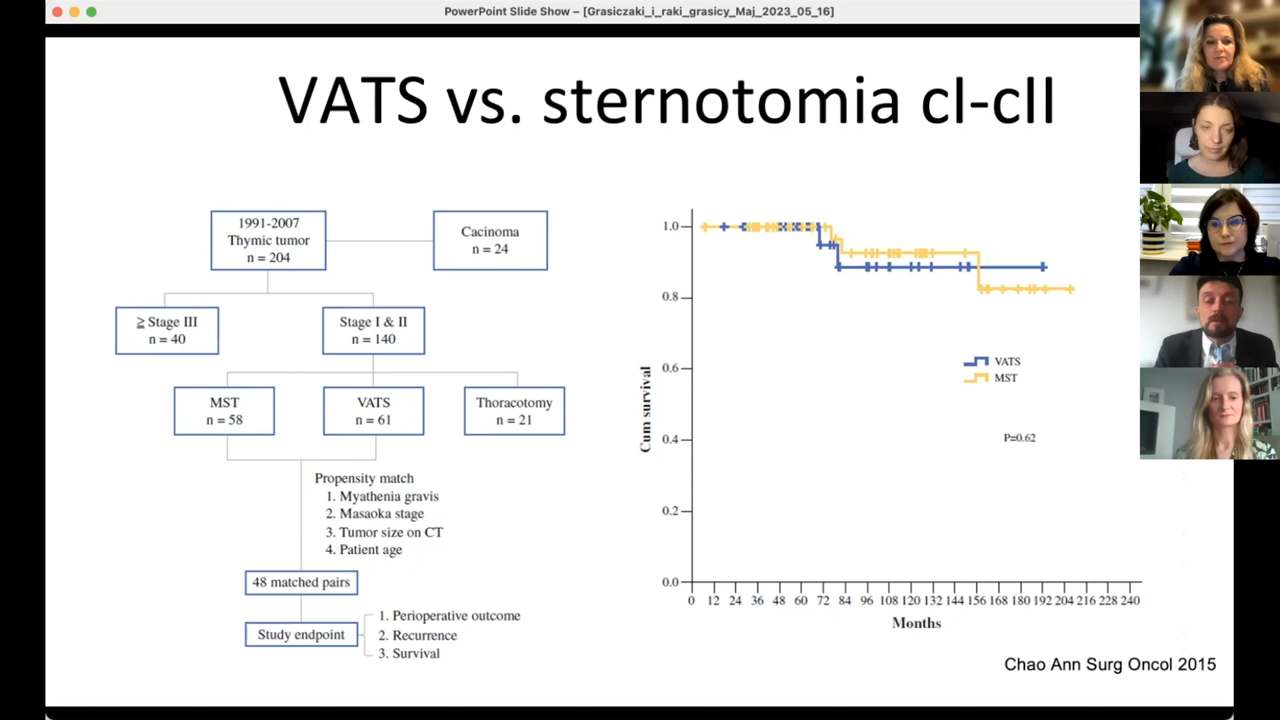 PowerPoint Slide Show – [Grasiczaki_i_raki_grasicy_Maj_2023_05_16]
VATS vs. sternotomia cI-cII
1991-2007
Thymic tumor
n = 204
Cacinoma
n = 24
≧ Stage III
n = 40
Stage I & II
n = 140
MST
n = 58
VATS
n = 61
Thoracotomy
n = 21
Propensity match
1. Myathenia gravis
2. Masaoka stage
3. Tumor size on CT
4. Patient age
48 matched pairs
Study endpoint
1. Perioperative outcome
2. Recurrence
3. Survival
Cum survival
1.0
0.8
0.6
0.4
0.2
0.0
VATS
MST
P=0.62
0 12 24 36 48 60 72 84 96 108 120 132 144 156 168 180 192 204 216 228 240
Months
Chao Ann Surg Oncol 2015